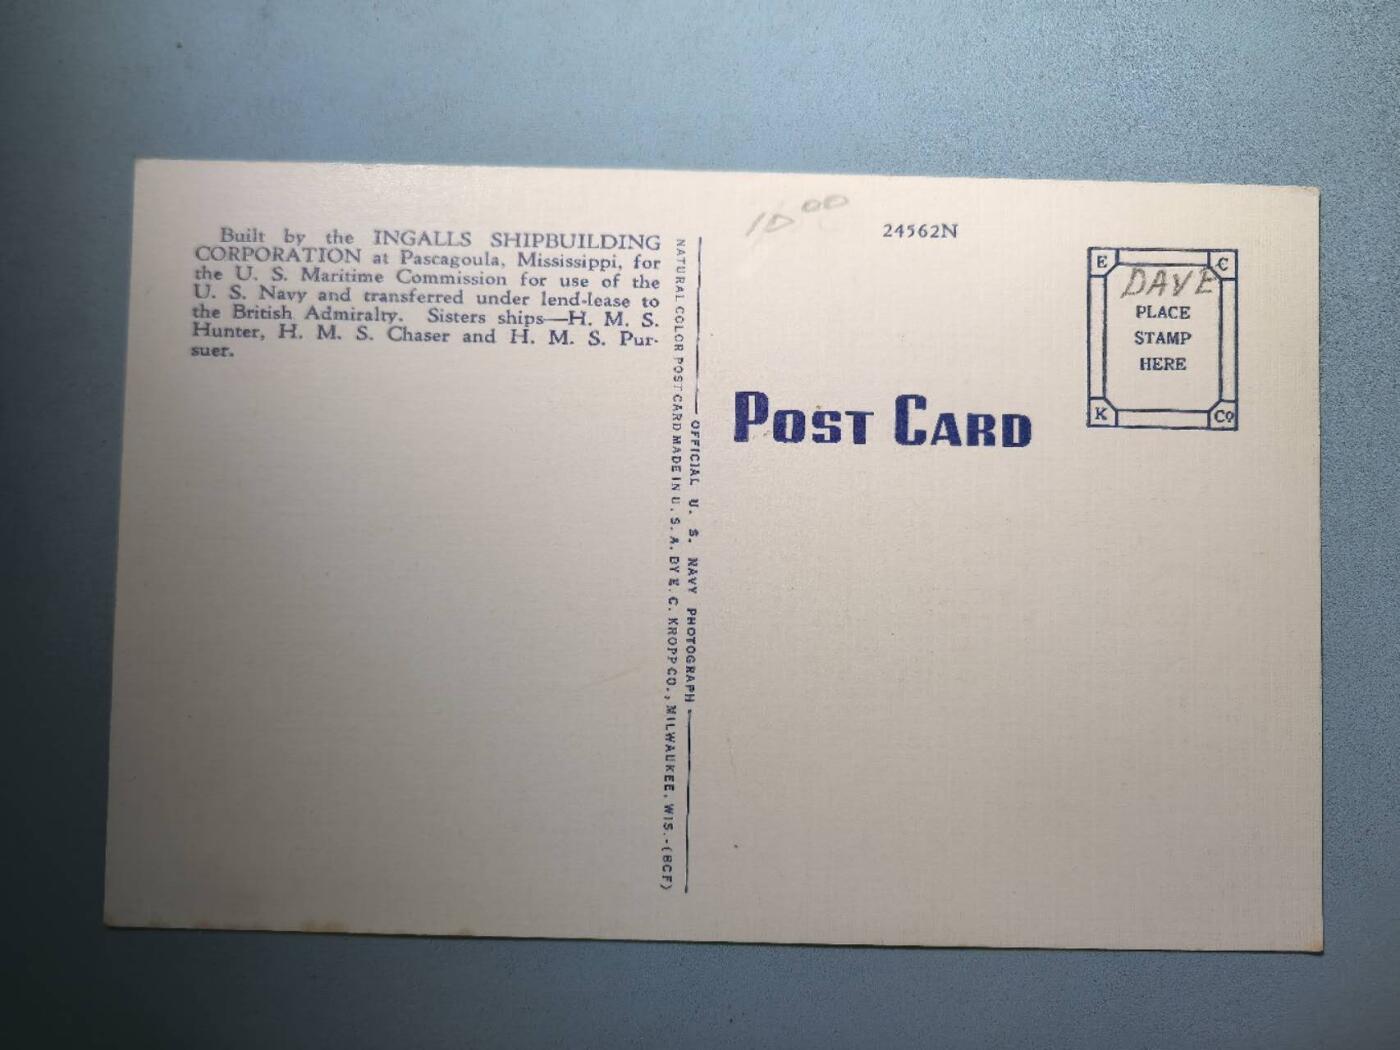 Built by the INGALLS SHIPBUILDING
CORPORATION at Pascagoula, Mississippi, for
the U. S. Maritime Commission for use of the
U. S. Navy and transferred under lend-lease to
the British Admiralty. Sisters ships—H. M. S.
Hunter, H. M. S. Chaser and H. M. S. Pur-
suer.
NATURAL COLOR POST CARD MADE IN U. S. A. BY E. C. KROPP CO., MILWAUKEE, WIS.-(BCF)
OFFICIAL U. S. NAVY PHOTOGRAPH
10 00
24562N
POST CARD
E C
DAVE
PLACE
STAMP
HERE
K Co